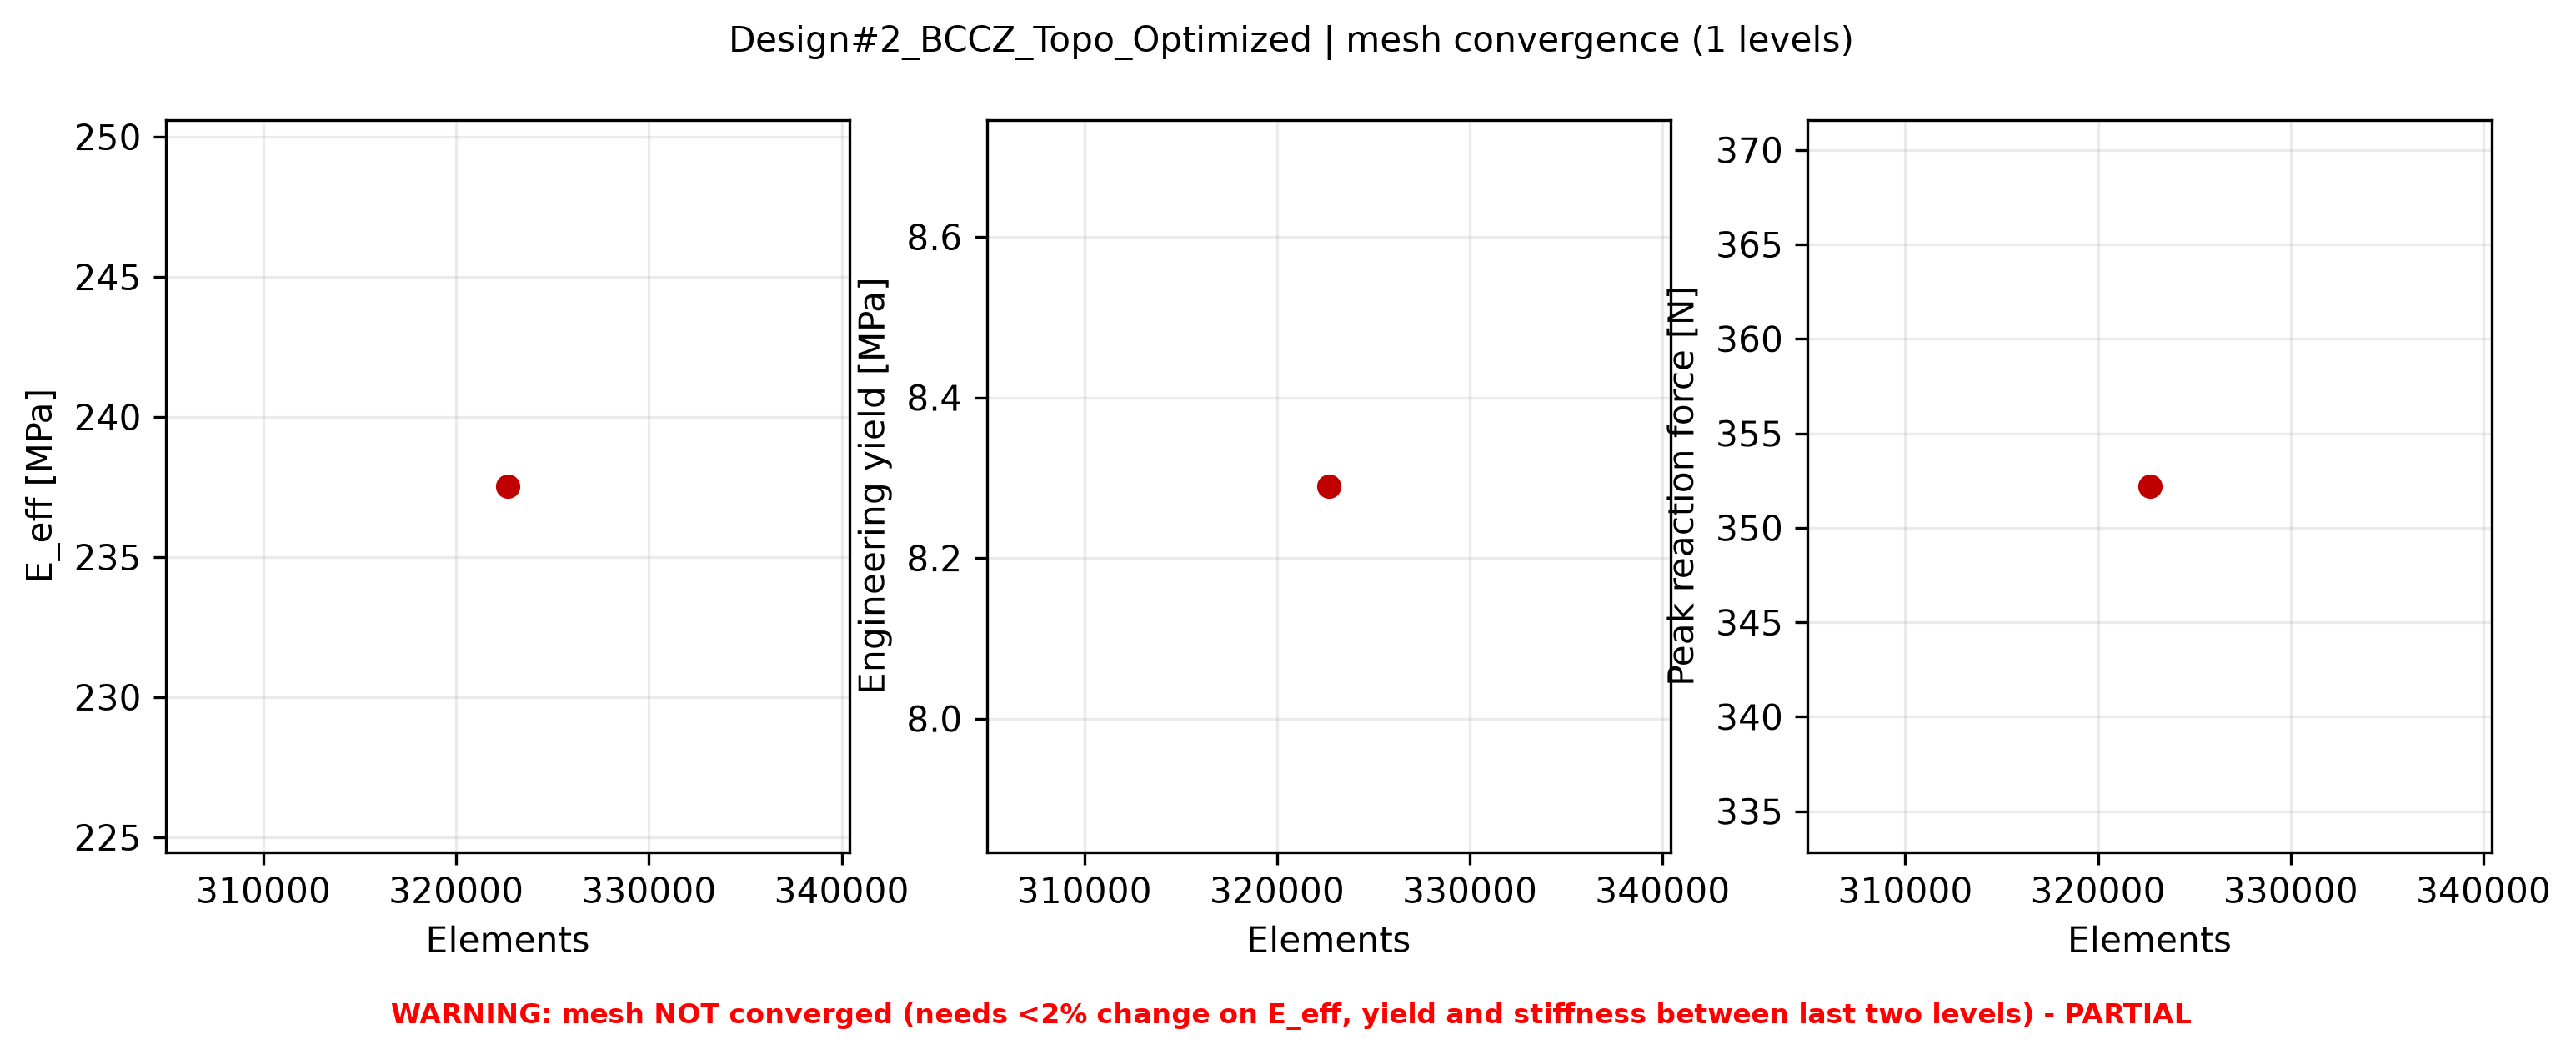 Design#2_BCCZ_Topo_Optimized | mesh convergence (1 levels)
E_eff [MPa]
250
245
240
235
230
225
310000 320000 330000 340000
Elements
Engineering yield [MPa]
8.6
8.4
8.2
8.0
310000 320000 330000 340000
Elements
Peak reaction force [N]
370
365
360
355
350
345
340
335
310000 320000 330000 340000
Elements
WARNING: mesh NOT converged (needs <2% change on E_eff, yield and stiffness between last two levels) - PARTIAL